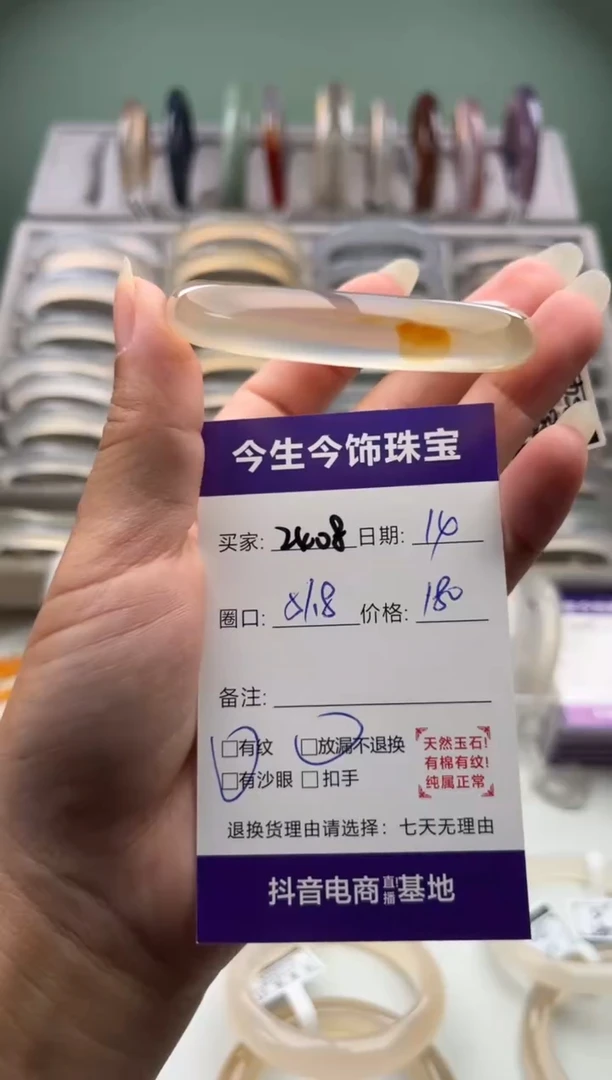 今生今饰珠宝
买家: 2408 日期: 14
圈口: 价格: 180
备注:
□有纹 □放漏不退换
□有沙眼 □扣手
天然玉石!
有棉有纹!
纯属正常
退换货理由请选择：七天无理由
抖音电商直播基地